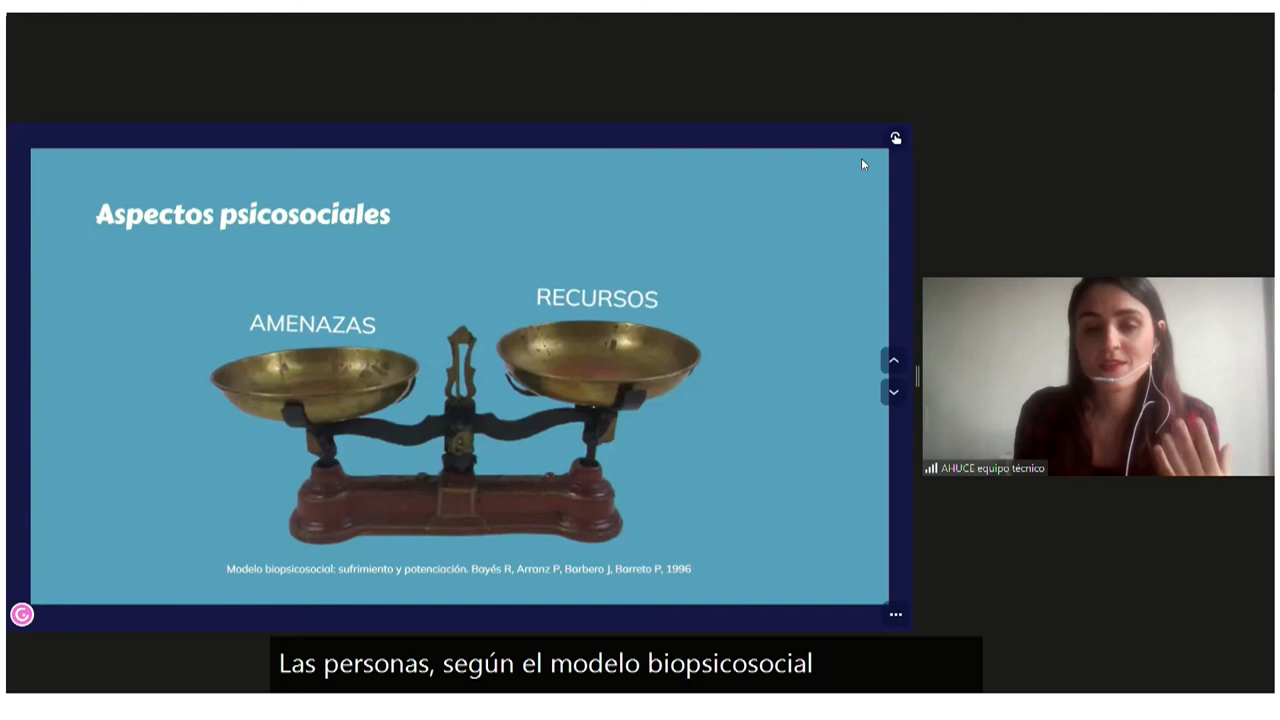 Aspectos psicosociales
AMENAZAS
RECURSOS
Modelo biopsicosocial: sufrimiento y potenciación. Bayés R, Arranz P, Barbero J, Barreto P, 1996
AHUCE equipo técnico
Las personas, según el modelo biopsicosocial